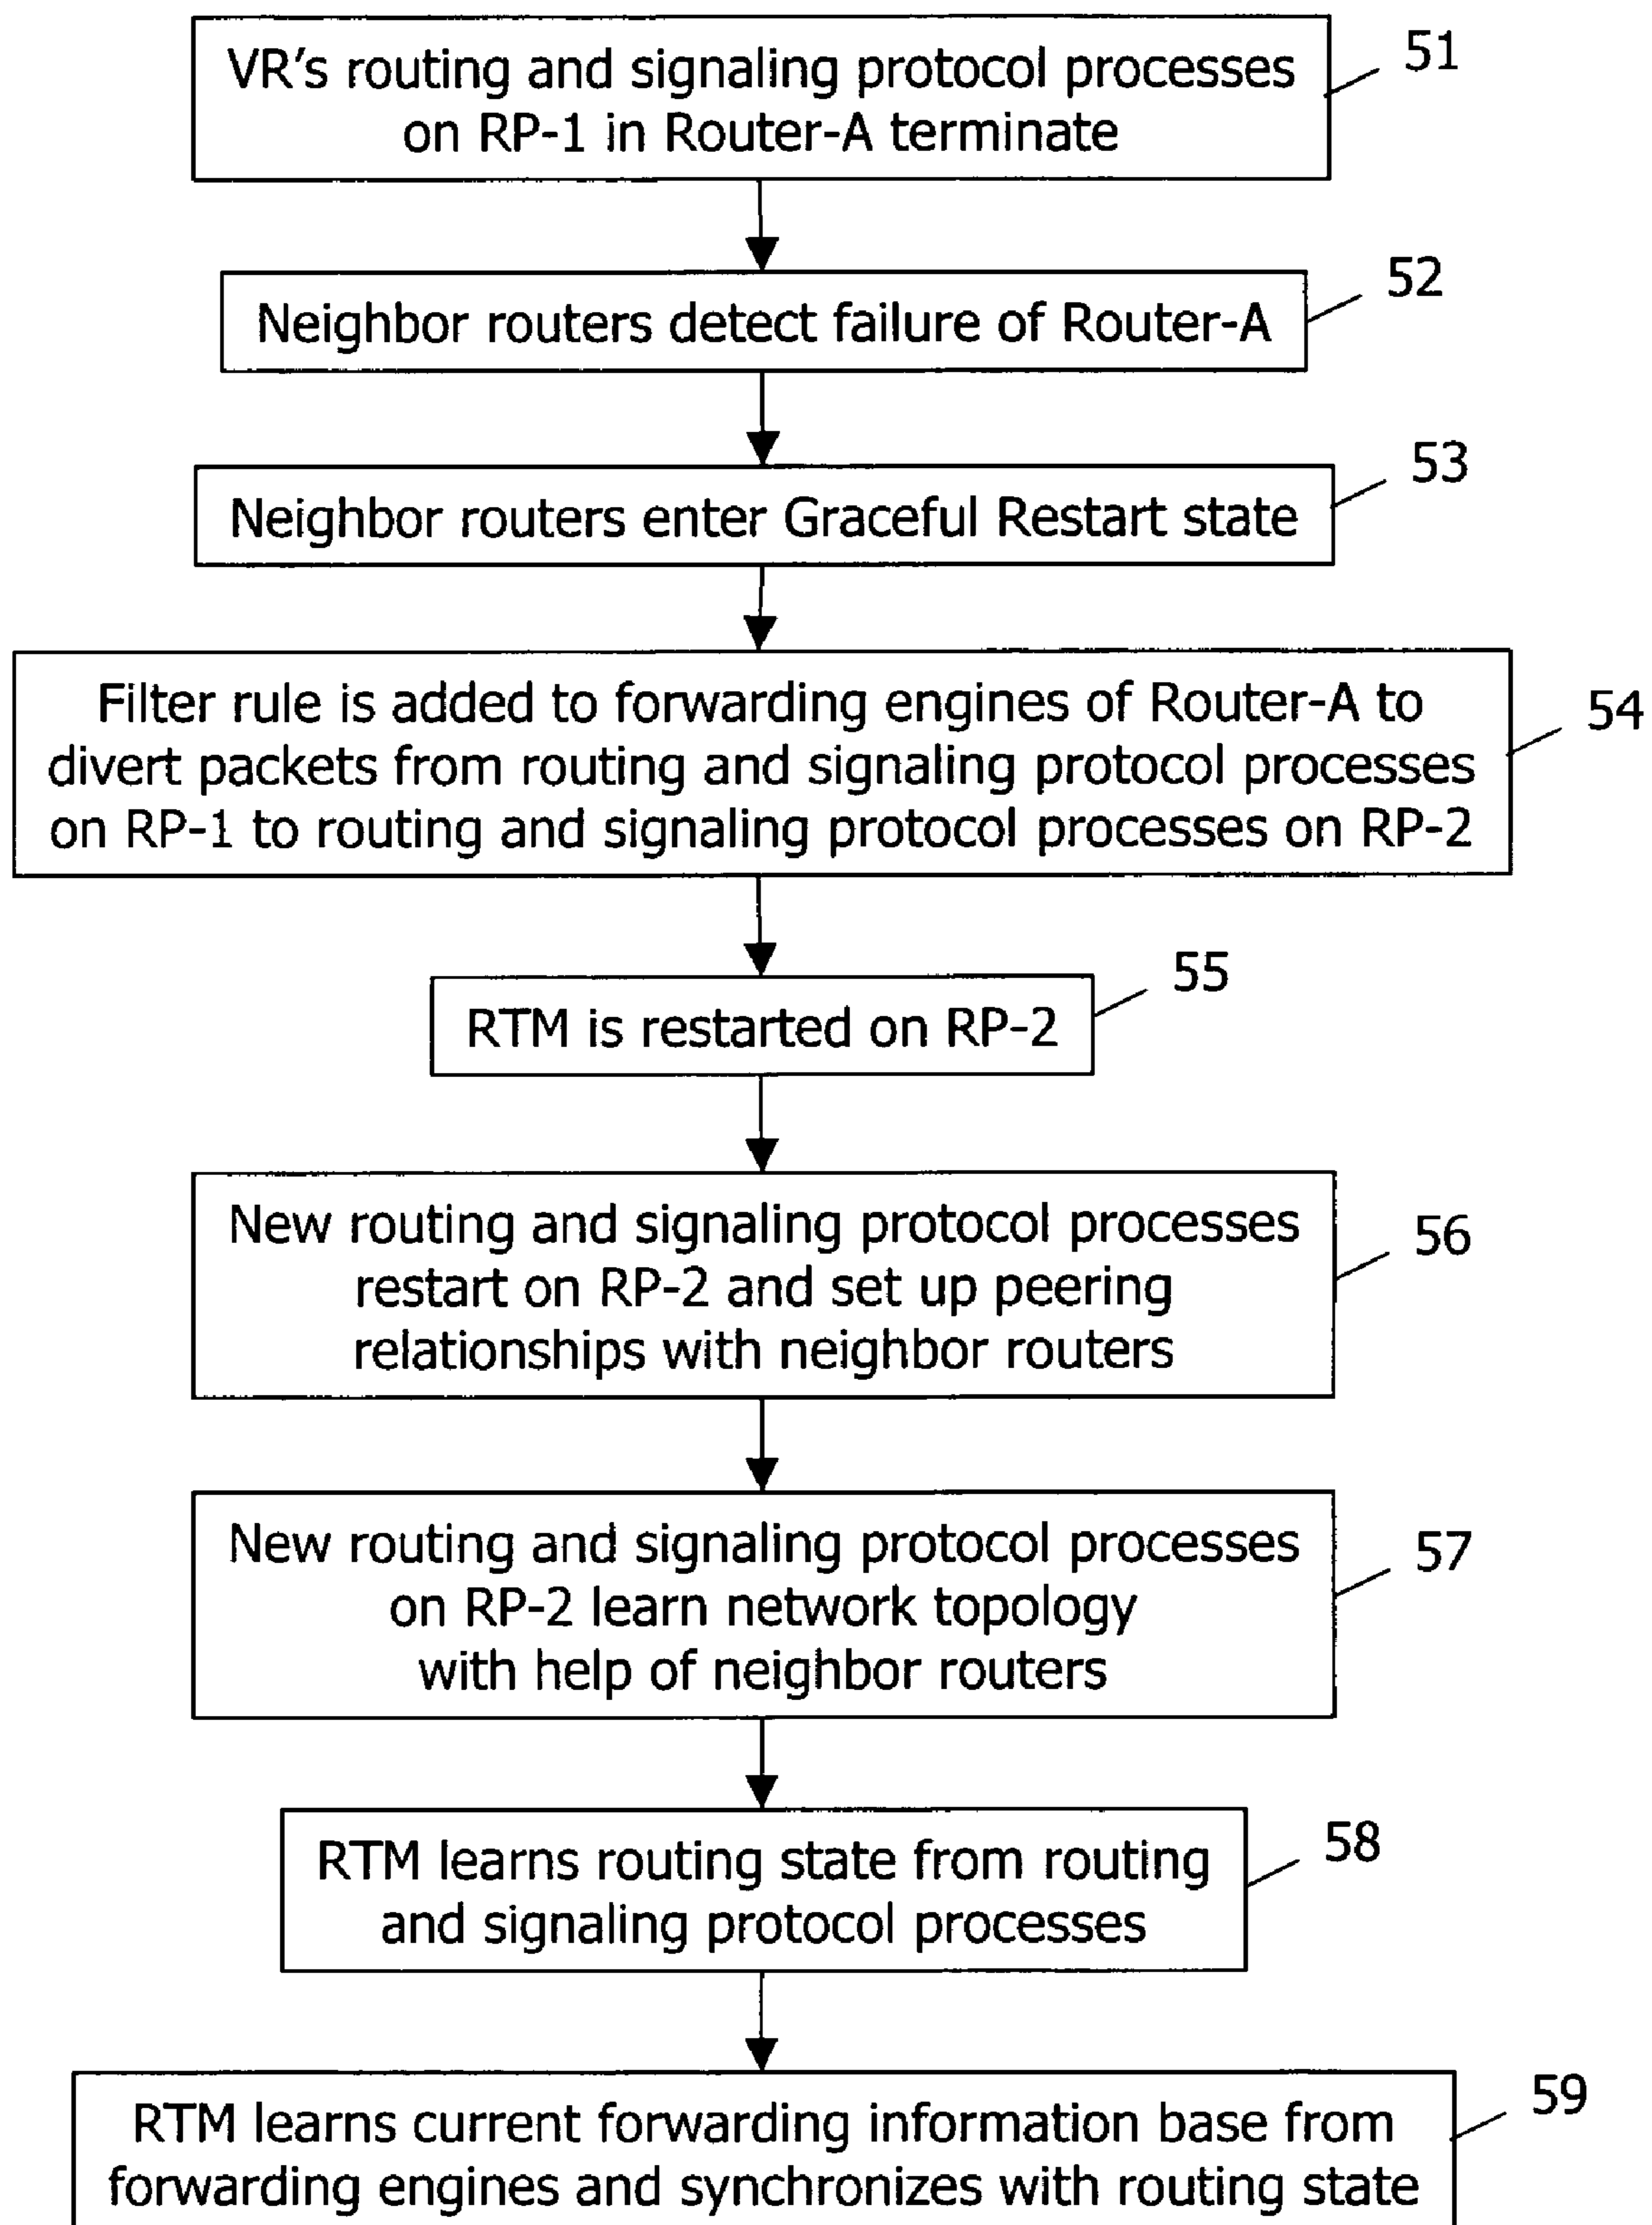 VR's routing and signaling protocol processes
on RP-1 in Router-A terminate
51
Neighbor routers detect failure of Router-A
52
Neighbor routers enter Graceful Restart state
53
Filter rule is added to forwarding engines of Router-A to
divert packets from routing and signaling protocol processes
on RP-1 to routing and signaling protocol processes on RP-2
54
RTM is restarted on RP-2
55
New routing and signaling protocol processes
restart on RP-2 and set up peering
relationships with neighbor routers
56
New routing and signaling protocol processes
on RP-2 learn network topology
with help of neighbor routers
57
RTM learns routing state from routing
and signaling protocol processes
58
RTM learns current forwarding information base from
forwarding engines and synchronizes with routing state
59